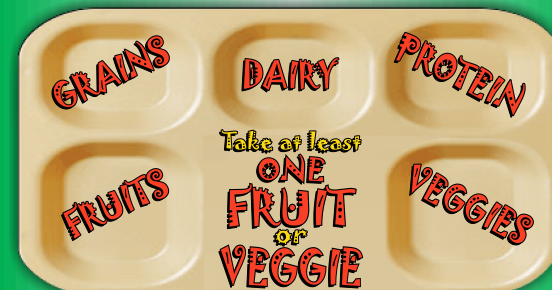 GRAINS
DAIRY
PROTEIN
FRUITS
Take at least
ONE
FRUIT
or
VEGGIE
VEGGIES